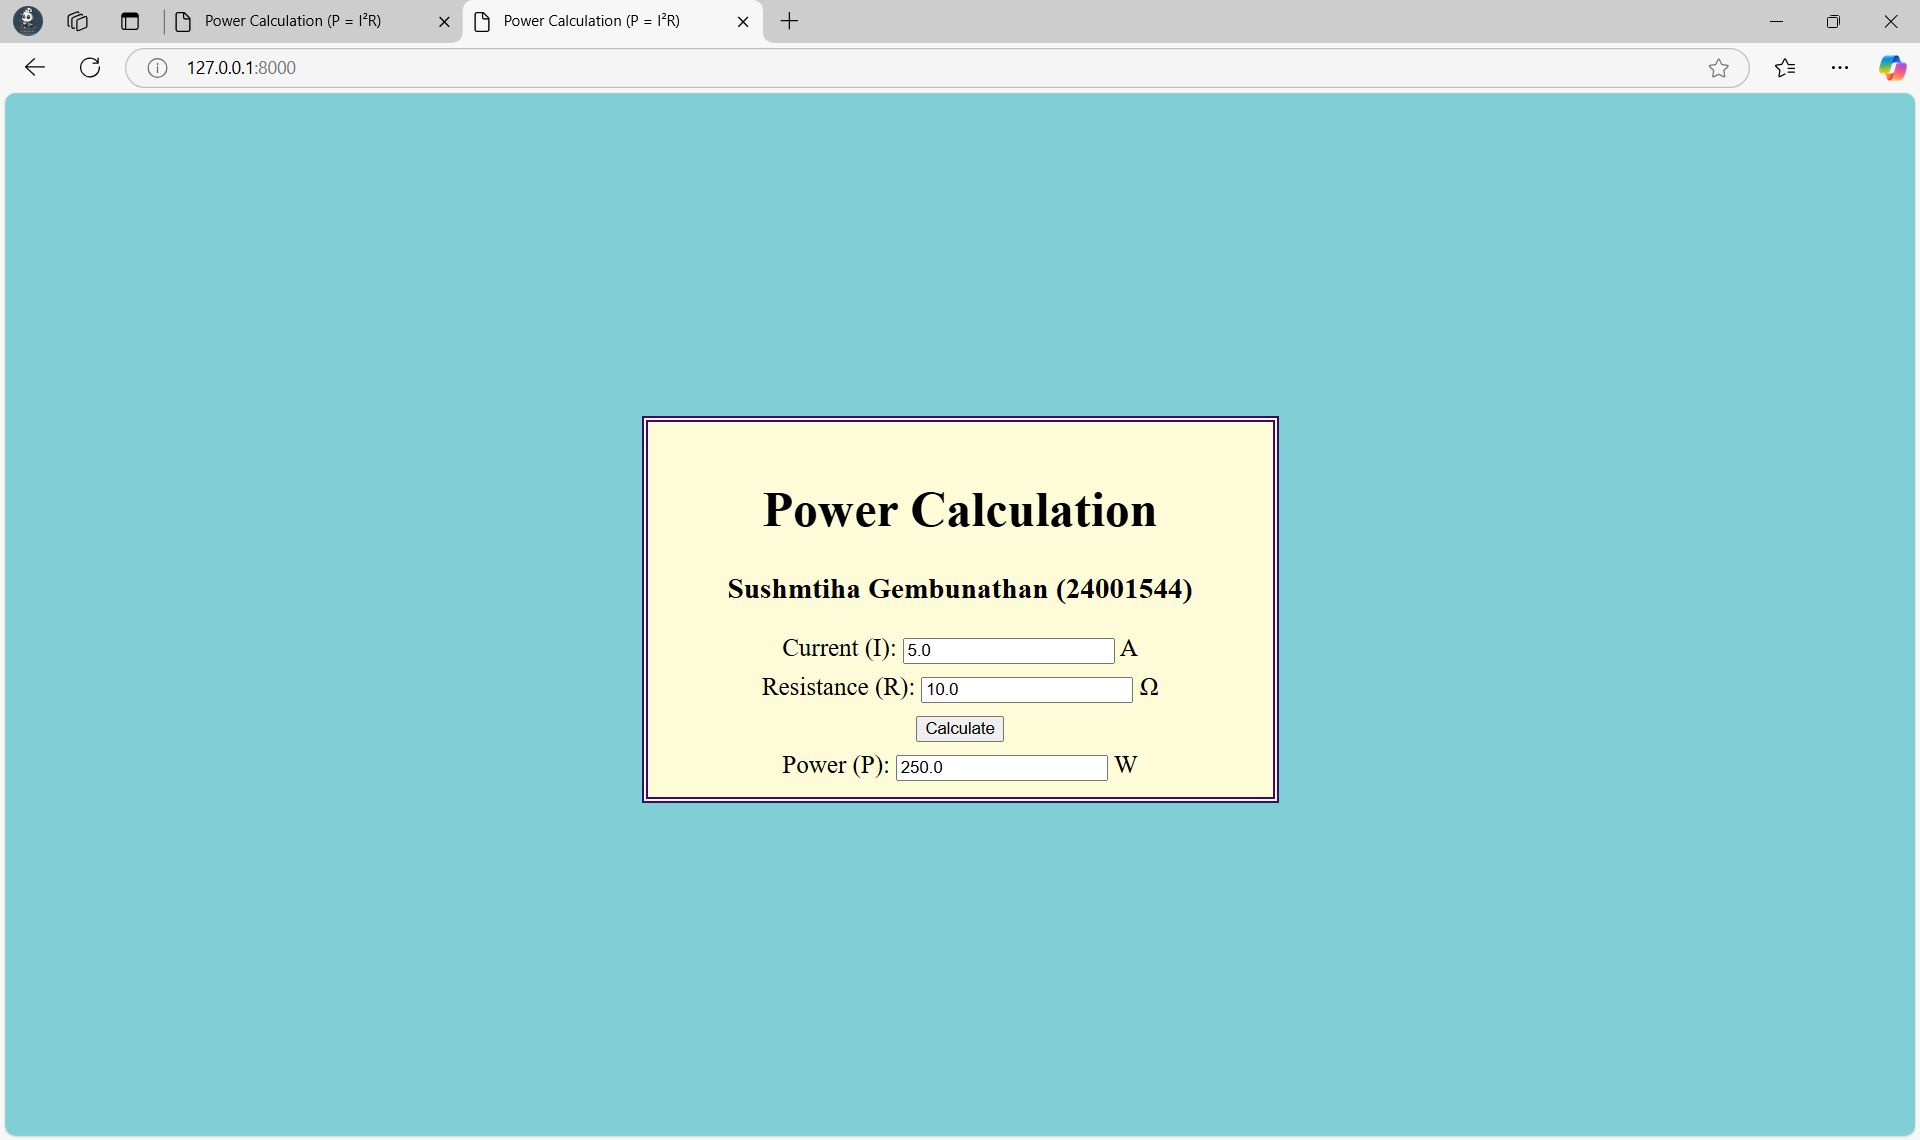 Power Calculation (P = I²R)
Power Calculation (P = I²R)
127.0.0.1:8000
Power Calculation
Sushmtiha Gembunathan (24001544)
Current (I): 5.0 A
Resistance (R): 10.0 Ω
Calculate
Power (P): 250.0 W